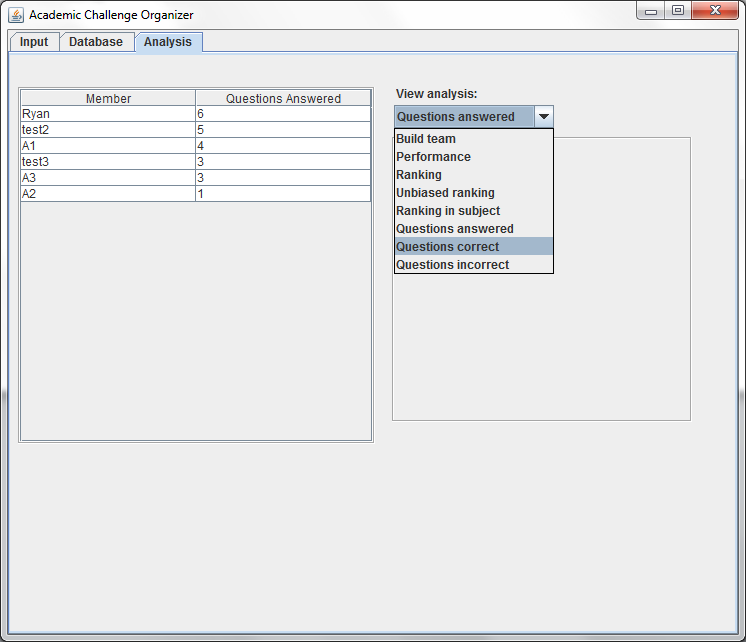 Academic Challenge Organizer
Input Database Analysis
Member Questions Answered
Ryan 6
test2 5
A1 4
test3 3
A3 3
A2 1
View analysis:
Questions answered
Build team
Performance
Ranking
Unbiased ranking
Ranking in subject
Questions answered
Questions correct
Questions incorrect